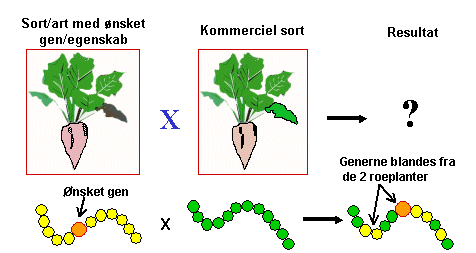 Sort/art med ønsket
gen/egenskab
Kommerciel sort
Resultat
X
?
Ønsket gen
X
Generne blandes fra
de 2 roeplanter